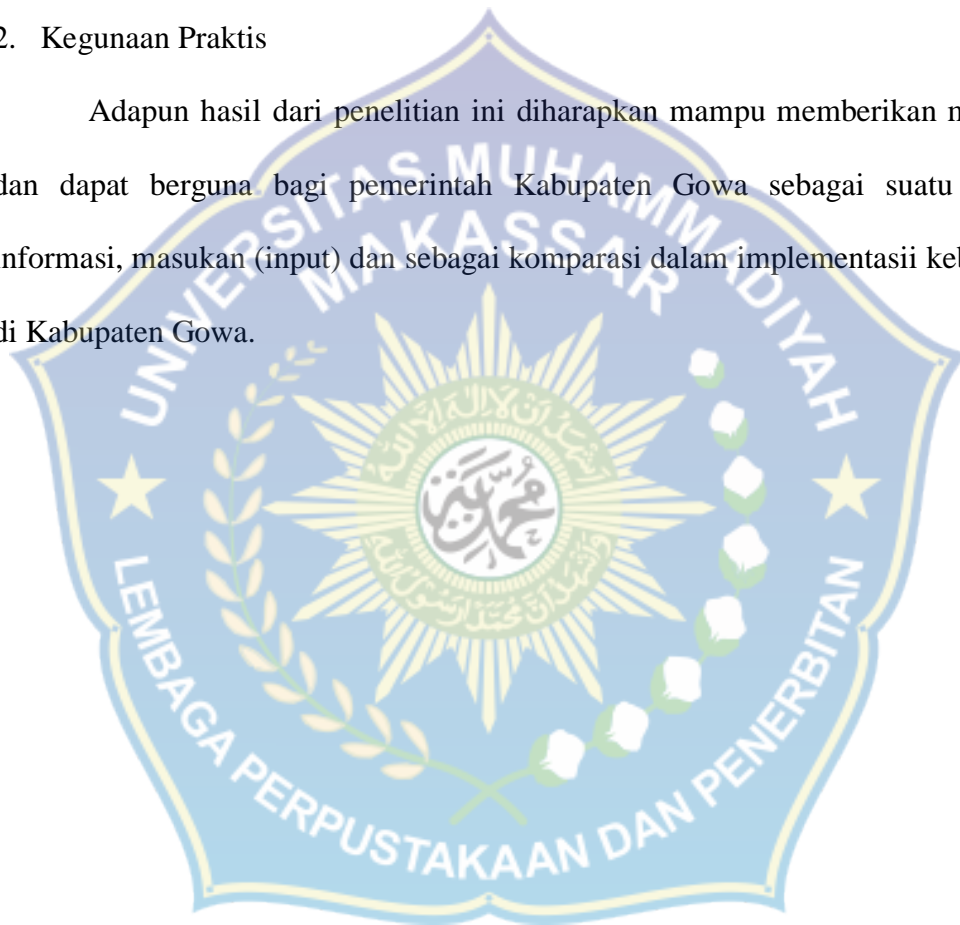 2. Kegunaan Praktis
Adapun hasil dari penelitian ini diharapkan mampu memberikan
dan dapat berguna bagi pemerintah Kabupaten Gowa sebagai suatu
informasi, masukan (input) dan sebagai komparasi dalam implementasii
di Kabupaten Gowa.
UNIVERSITAS MUHAMMADIYAH
MAKASSAR
LEMBAGA PERPUSTAKAAN DAN PENERBITAN